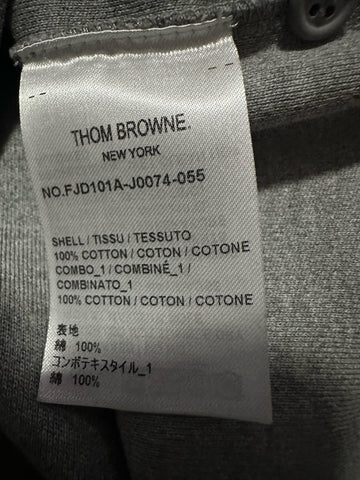 THOM BROWNE.
NEW YORK
NO.FJD101A-J0074-055
SHELL / TISSU / TESSUTO
100% COTTON / COTON / COTONE
COMBO_1 / COMBINÉ_1 /
COMBINATO_1
100% COTTON / COTON / COTONE
表地
綿 100%
コンボテキスタイル_1
綿 100%